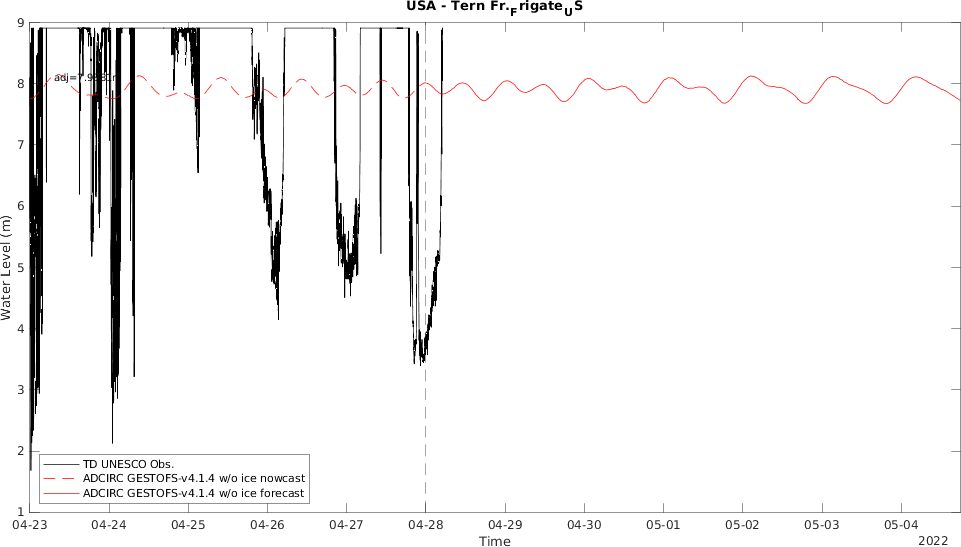 USA - Tern Fr.FrigateUS
9
8
7
6
5
4
3
2
1
Water Level (m)
TD UNESCO Obs.
ADCIRC GESTOFS-v4.1.4 w/o ice nowcast
ADCIRC GESTOFS-v4.1.4 w/o ice forecast
04-23 04-24 04-25 04-26 04-27 04-28 04-29 04-30 05-01 05-02 05-03 05-04
Time
2022